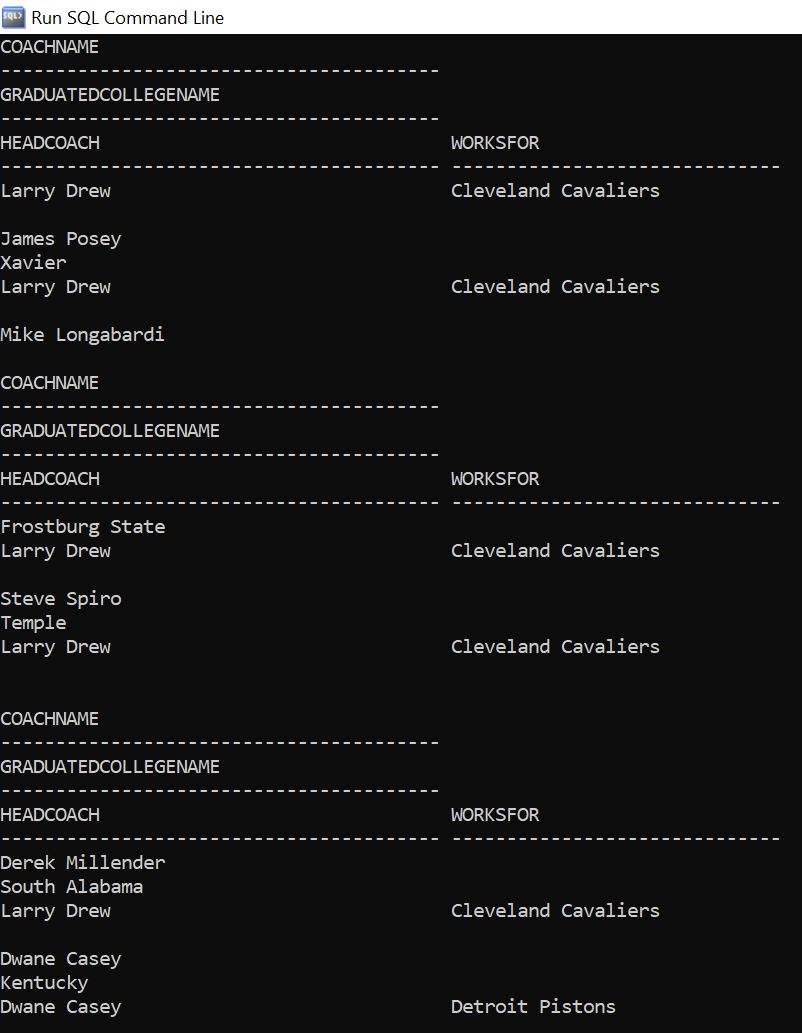 Run SQL Command Line
COACHNAME
----------------------------------------
GRADUATEDCOLLEGENAME
----------------------------------------
HEADCOACH WORKSFOR
---------------------------------------- ------------------------------
Larry Drew Cleveland Cavaliers
James Posey
Xavier
Larry Drew Cleveland Cavaliers
Mike Longabardi
COACHNAME
----------------------------------------
GRADUATEDCOLLEGENAME
----------------------------------------
HEADCOACH WORKSFOR
---------------------------------------- ------------------------------
Frostburg State
Larry Drew Cleveland Cavaliers
Steve Spiro
Temple
Larry Drew Cleveland Cavaliers
COACHNAME
----------------------------------------
GRADUATEDCOLLEGENAME
----------------------------------------
HEADCOACH WORKSFOR
---------------------------------------- ------------------------------
Derek Millender
South Alabama
Larry Drew Cleveland Cavaliers
Dwane Casey
Kentucky
Dwane Casey Detroit Pistons